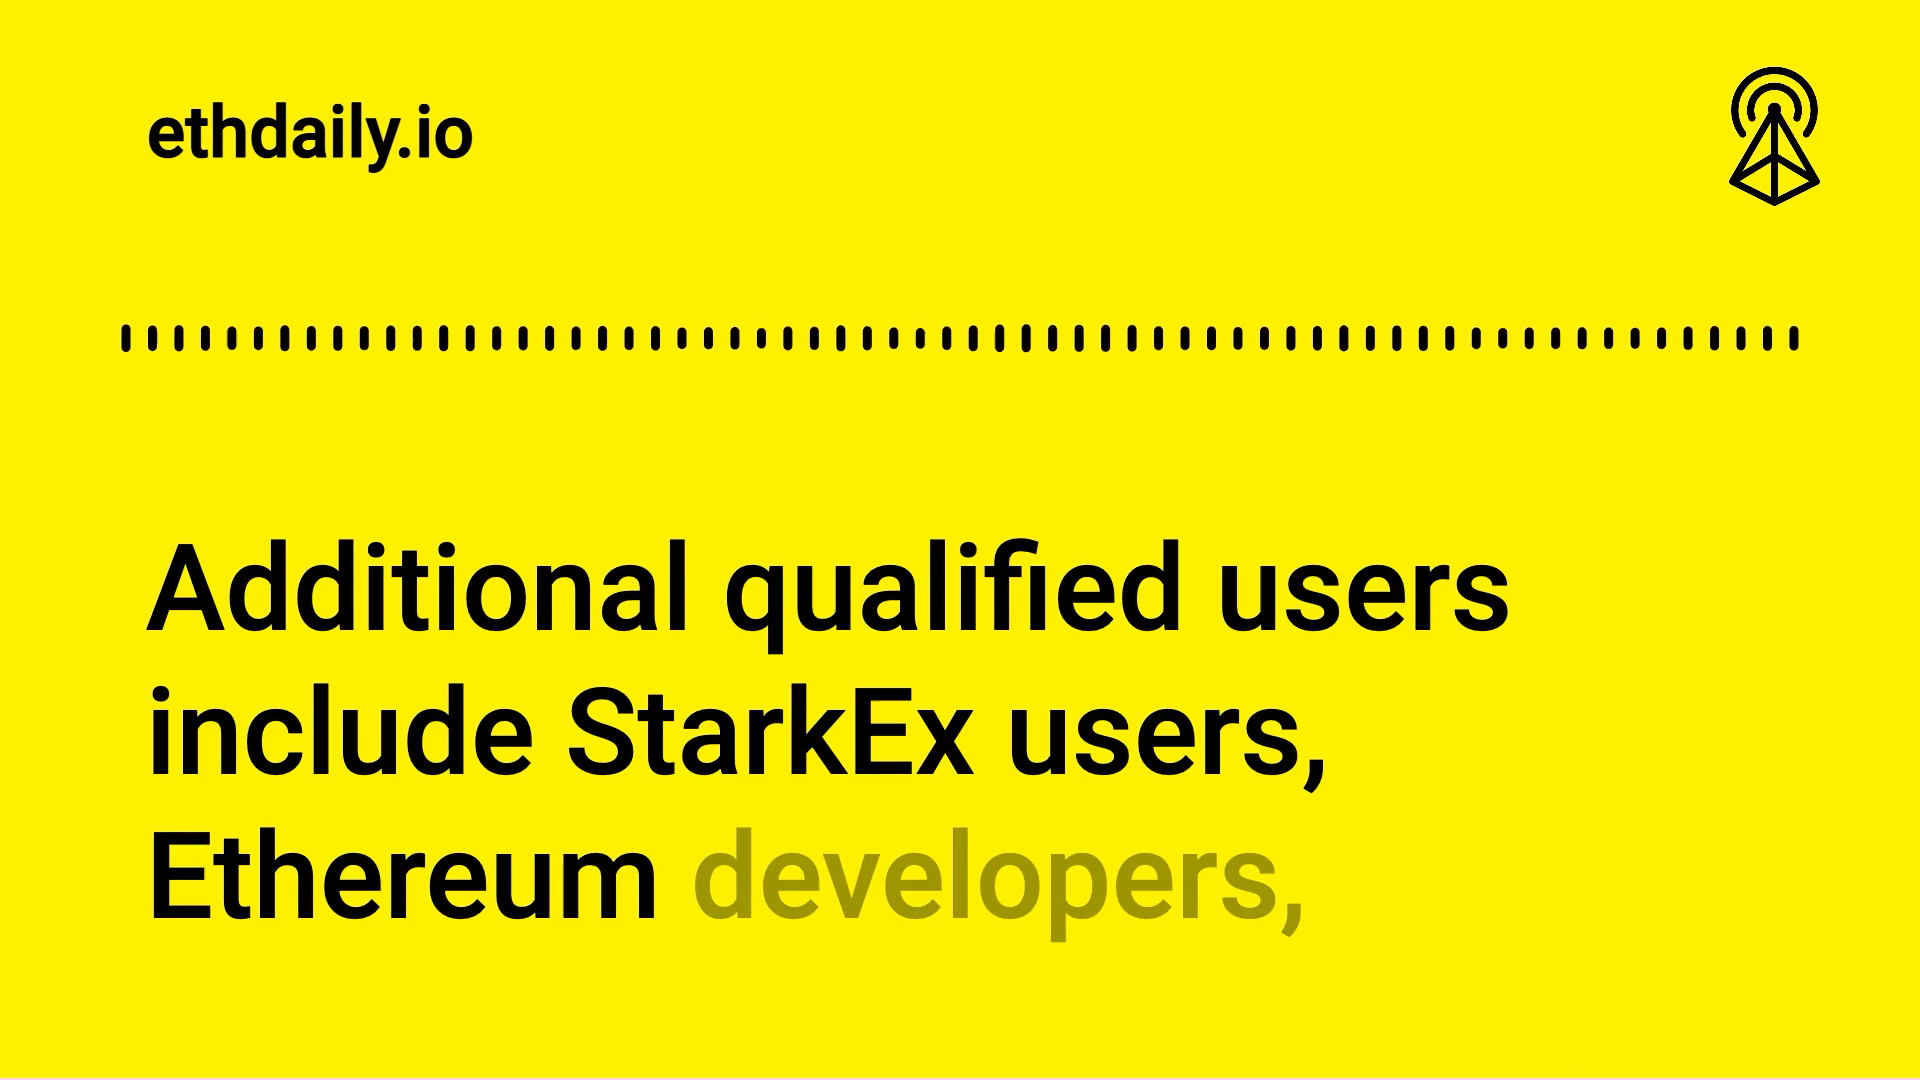 ethdaily.io
Additional qualified users
include StarkEx users,
Ethereum developers,